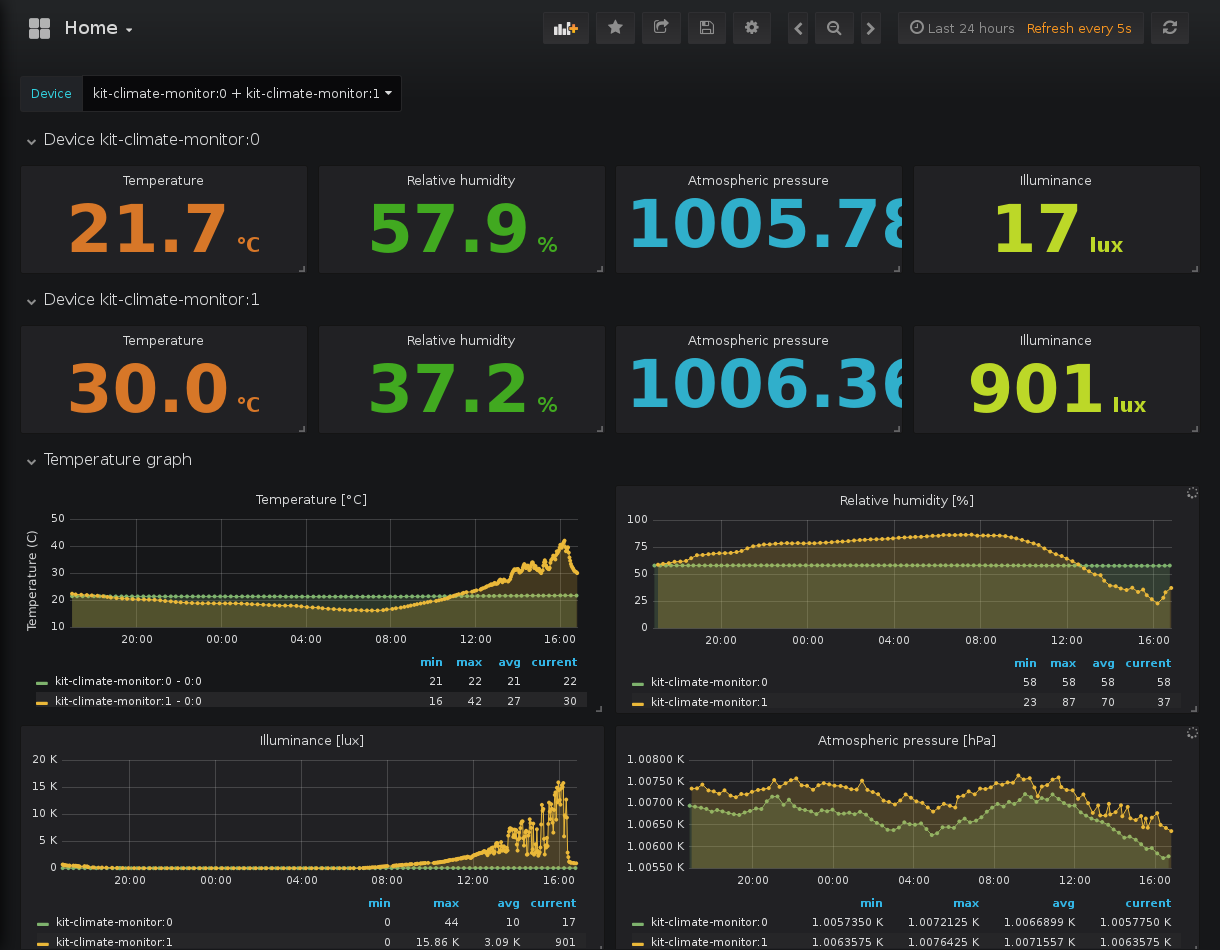 Home
Last 24 hours Refresh every 5s
Device kit-climate-monitor:0 + kit-climate-monitor:1
Device kit-climate-monitor:0
Temperature Relative humidity Atmospheric pressure Illuminance
21.7 °C 57.9 % 1005.78 17 lux
Device kit-climate-monitor:1
Temperature Relative humidity Atmospheric pressure Illuminance
30.0 °C 37.2 % 1006.36 901 lux
Temperature graph
Temperature [°C]
Temperature (C)
50
40
30
20
10
20:00 00:00 04:00 08:00 12:00 16:00
min max avg current
kit-climate-monitor:0 - 0:0 21 22 21 22
kit-climate-monitor:1 - 0:0 16 42 27 30
Relative humidity [%]
100
75
50
25
0
20:00 00:00 04:00 08:00 12:00 16:00
min max avg current
kit-climate-monitor:0 58 58 58 58
kit-climate-monitor:1 23 87 70 37
Illuminance [lux]
20 K
15 K
10 K
5 K
0
20:00 00:00 04:00 08:00 12:00 16:00
min max avg current
kit-climate-monitor:0 0 44 10 17
kit-climate-monitor:1 0 15.86 K 3.09 K 901
Atmospheric pressure [hPa]
1.00800 K
1.00750 K
1.00700 K
1.00650 K
1.00600 K
1.00550 K
20:00 00:00 04:00 08:00 12:00 16:00
min max avg current
kit-climate-monitor:0 1.0057350 K 1.0072125 K 1.0066899 K 1.0057750 K
kit-climate-monitor:1 1.0063575 K 1.0076425 K 1.0071557 K 1.0063575 K